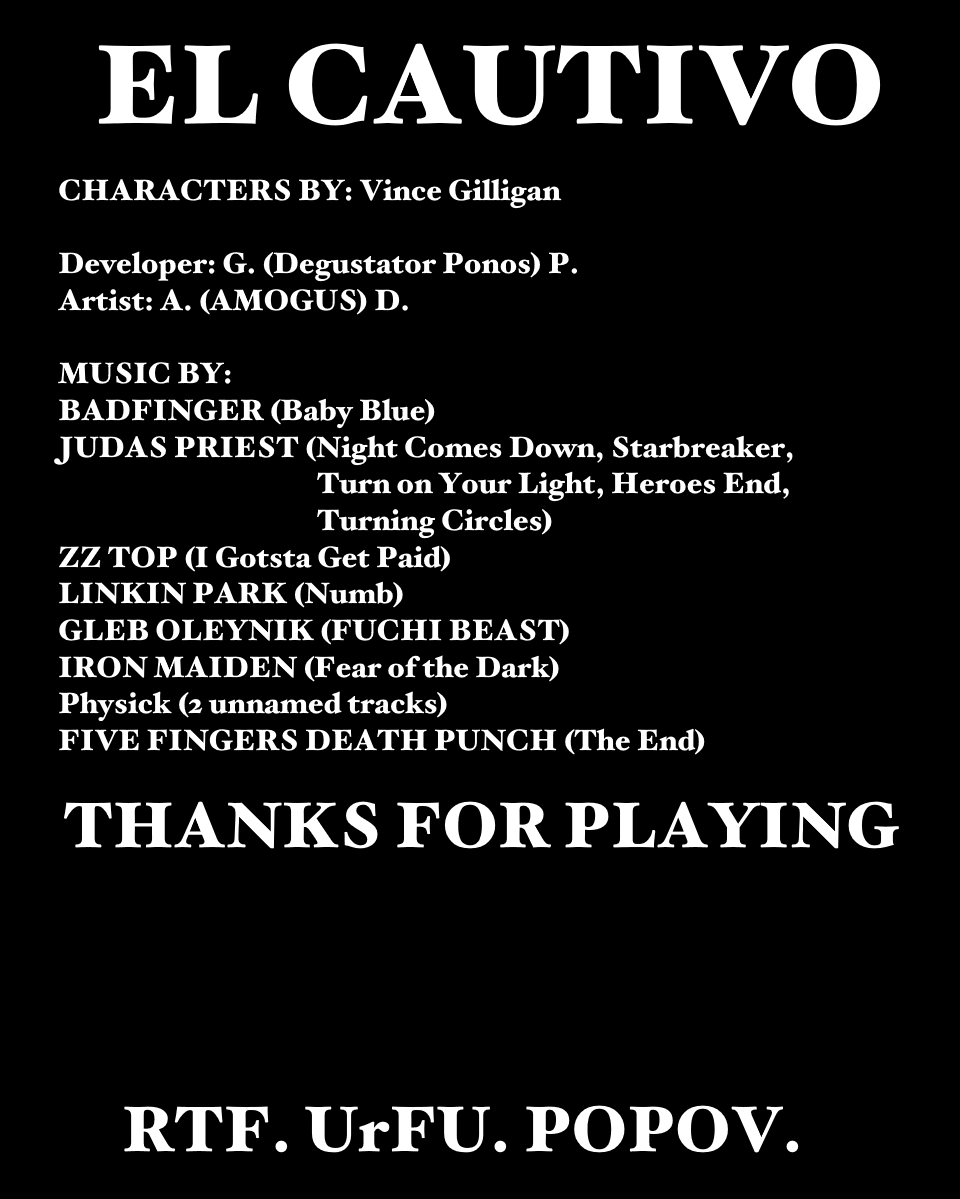 EL CAUTIVO
CHARACTERS BY: Vince Gilligan
Developer: G. (Degustator Ponos) P.
Artist: A. (AMOGUS) D.
MUSIC BY:
BADFINGER (Baby Blue)
JUDAS PRIEST (Night Comes Down, Starbreaker,
Turn on Your Light, Heroes End,
Turning Circles)
ZZ TOP (I Gotsta Get Paid)
LINKIN PARK (Numb)
GLEB OLEYNIK (FUCHI BEAST)
IRON MAIDEN (Fear of the Dark)
Physick (2 unnamed tracks)
FIVE FINGERS DEATH PUNCH (The End)
THANKS FOR PLAYING
RTF. UrFU. POPOV.